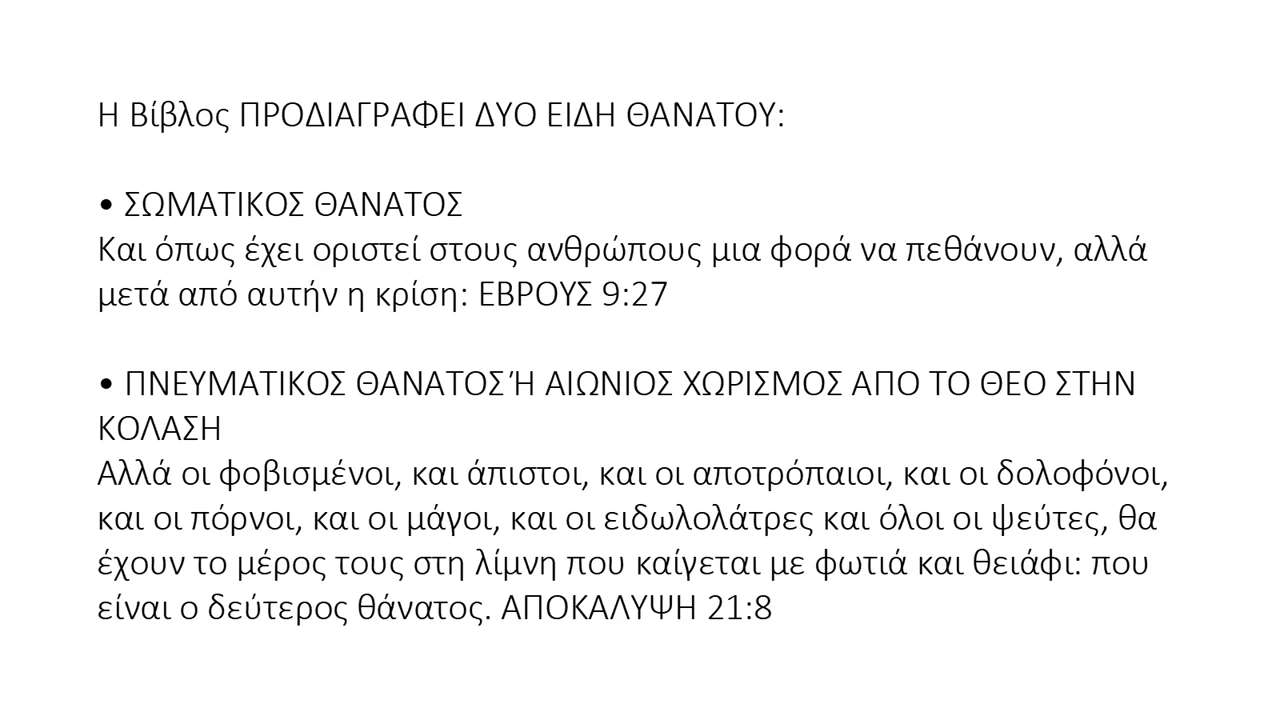 Η Βίβλος ΠΡΟΔΙΑΓΡΑΦΕΙ ΔΥΟ ΕΙΔΗ ΘΑΝΑΤΟΥ:
• ΣΩΜΑΤΙΚΟΣ ΘΑΝΑΤΟΣ
Και όπως έχει οριστεί στους ανθρώπους μια φορά να πεθάνουν, αλλά
μετά από αυτήν η κρίση: ΕΒΡΟΥΣ 9:27
• ΠΝΕΥΜΑΤΙΚΟΣ ΘΑΝΑΤΟΣ Ή ΑΙΩΝΙΟΣ ΧΩΡΙΣΜΟΣ ΑΠΟ ΤΟ ΘΕΟ ΣΤΗΝ
ΚΟΛΑΣΗ
Αλλά οι φοβισμένοι, και άπιστοι, και οι αποτρόπαιοι, και οι δολοφόνοι,
και οι πόρνοι, και οι μάγοι, και οι ειδωλολάτρες και όλοι οι ψεύτες, θα
έχουν το μέρος τους στη λίμνη που καίγεται με φωτιά και θειάφι: που
είναι ο δεύτερος θάνατος. ΑΠΟΚΑΛΥΨΗ 21:8